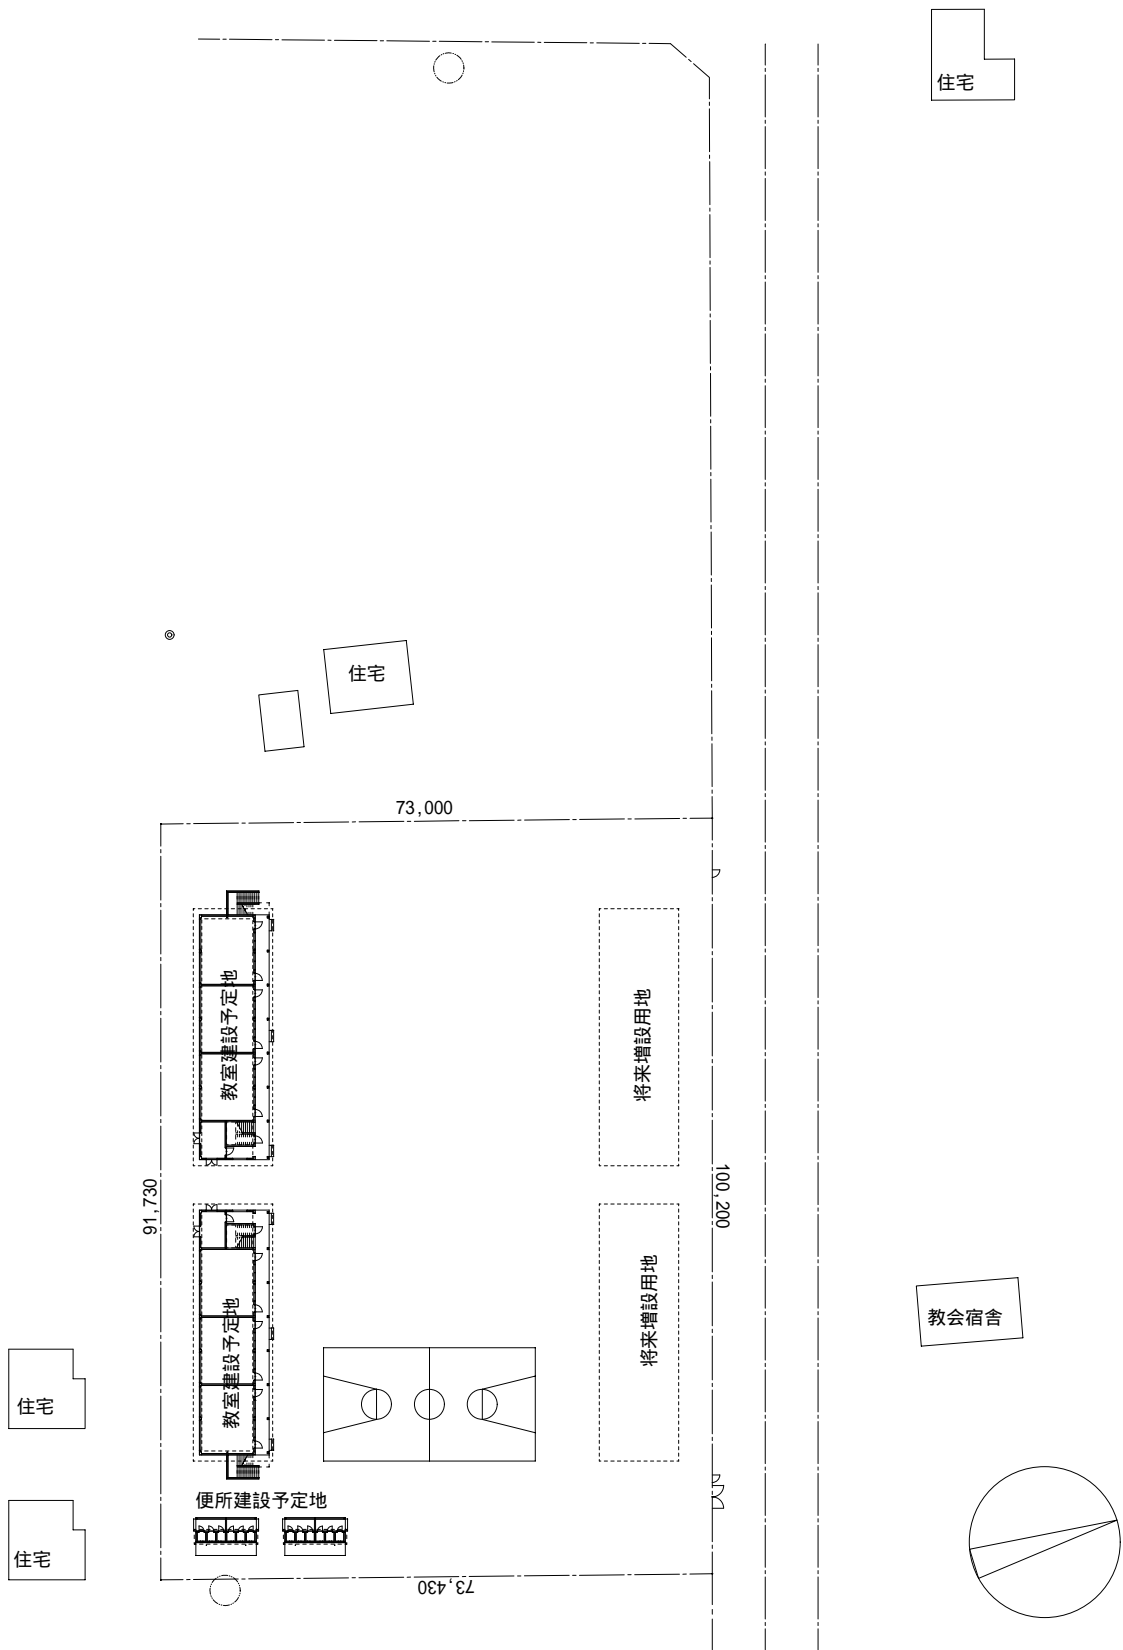 住宅
住宅
73,000
教室建設予定地
将来増設用地
91,730
100,200
教室建設予定地
将来増設用地
教会宿舎
住宅
便所建設予定地
住宅
73,430